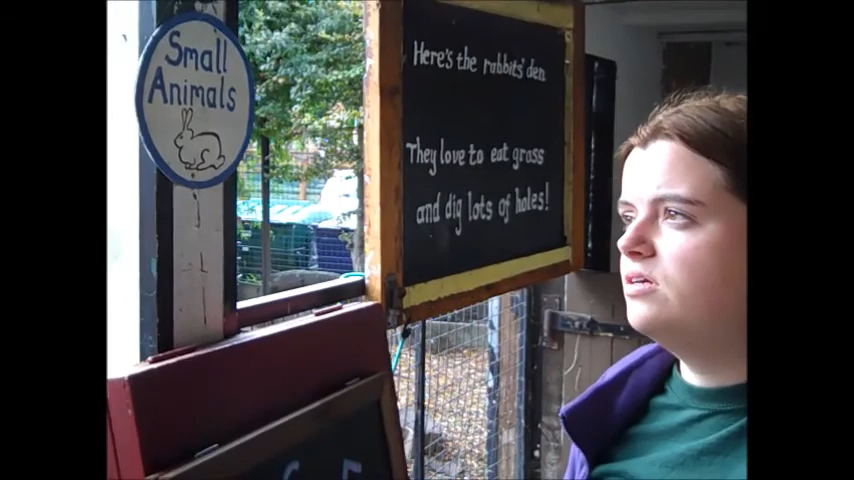 Small
Animals
Here's the rabbits' den
They love to eat grass
and dig lots of holes!